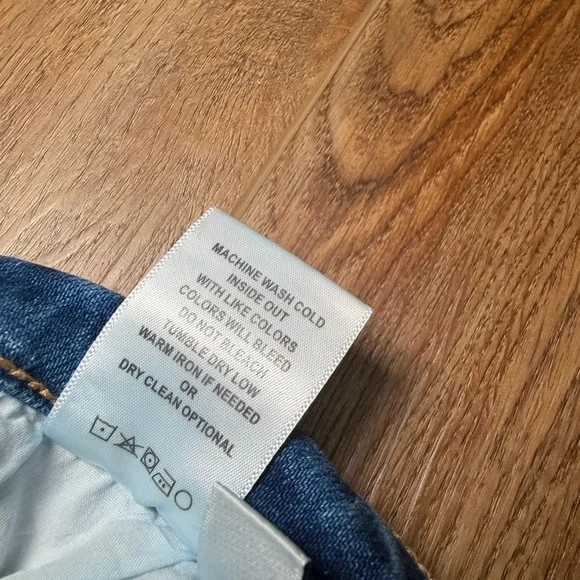 MACHINE WASH COLD
INSIDE OUT
WITH LIKE COLORS
COLORS WILL BLEED
DO NOT BLEACH
TUMBLE DRY LOW
WARM IRON IF NEEDED
OR
DRY CLEAN OPTIONAL